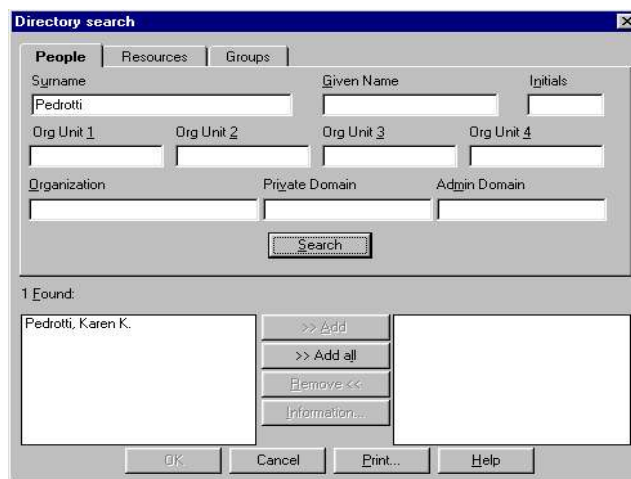 Directory search
People Resources Groups
Surname Given Name Initials
Pedrotti
Org Unit 1 Org Unit 2 Org Unit 3 Org Unit 4
Organization Private Domain Admin Domain
Search
1 Found:
Pedrotti, Karen K.
>> Add
>> Add all
Remove <<
Information...
OK Cancel Print... Help